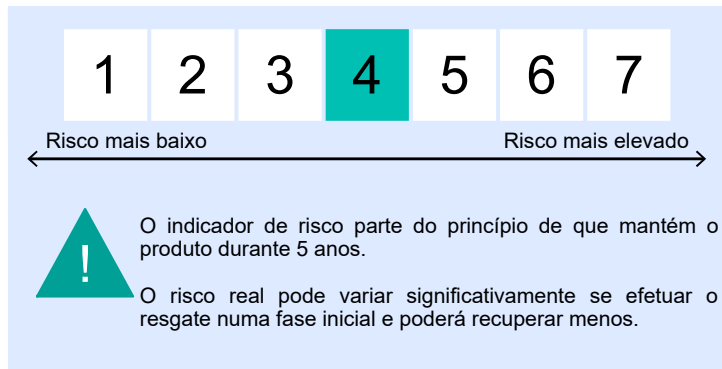 1 2 3 4 5 6 7
Risco mais baixo Risco mais elevado
!
O indicador de risco parte do princípio de que mantém o
produto durante 5 anos.
O risco real pode variar significativamente se efetuar o
resgate numa fase inicial e poderá recuperar menos.